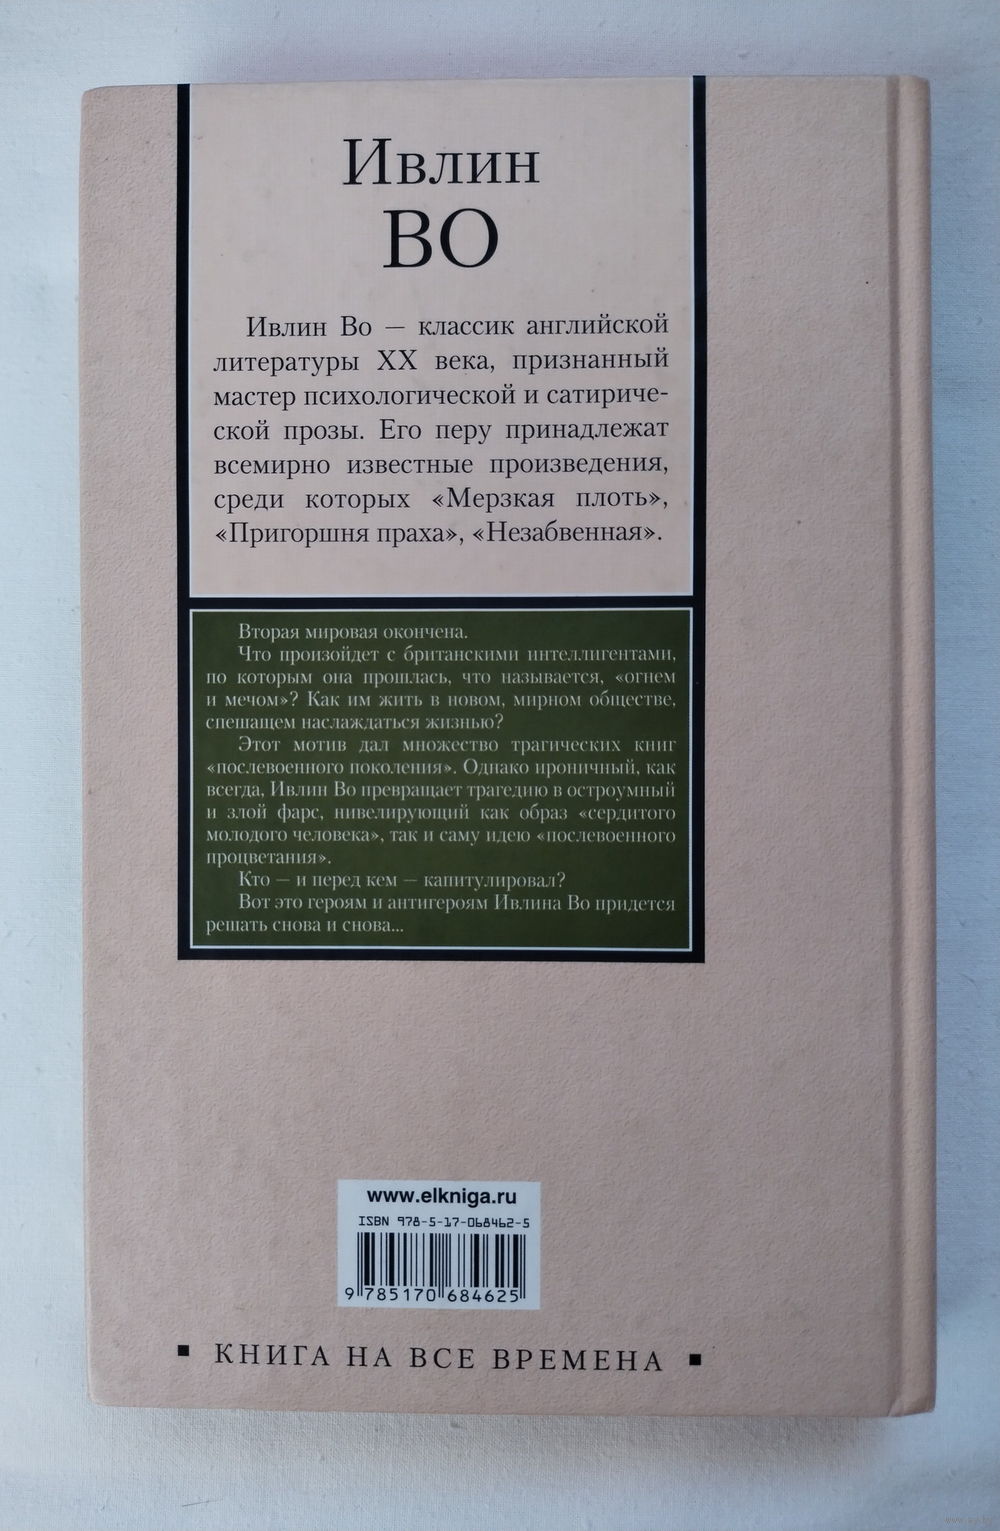 Ивлин
ВО
Ивлин Во — классик английской
литературы XX века, признанный
мастер психологической и сатириче-
ской прозы. Его перу принадлежат
всемирно известные произведения,
среди которых «Мерзкая плоть»,
«Пригоршня праха», «Незабвенная».
Вторая мировая окончена.
Что произойдет с британскими интеллигентами,
по которым она прошлась, что называется, «огнем
и мечом»? Как им жить в новом, мирном обществе,
спешащем наслаждаться жизнью?
Этот мотив дал множество трагических книг
«послевоенного поколения». Однако ироничный, как
всегда, Ивлин Во превращает трагедию в остроумный
и злой фарс, нивелирующий как образ «сердитого
молодого человека», так и саму идею «послевоенного
процветания».
Кто — и перед кем — капитулировал?
Вот это героям и антигероям Ивлина Во придется
решать снова и снова...
www.elkniga.ru
ISBN 978-5-17-068462-5
9 785170 684625
КНИГА НА ВСЕ ВРЕМЕНА